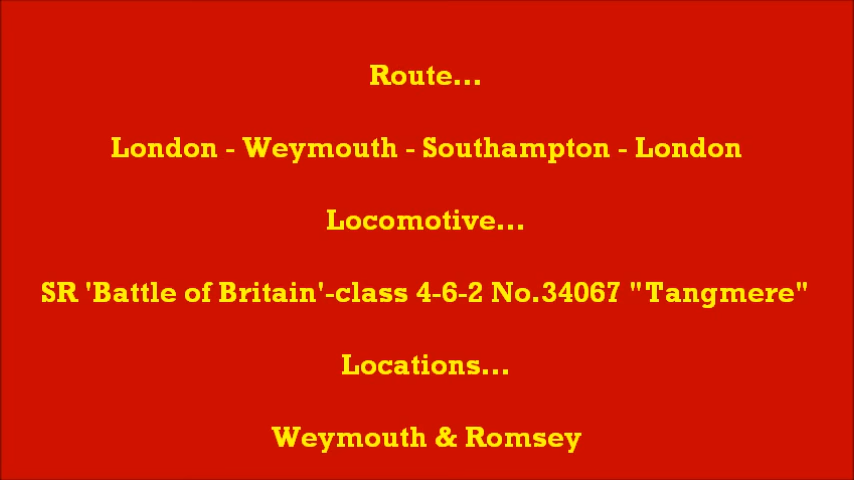 Route...
London - Weymouth - Southampton - London
Locomotive...
SR 'Battle of Britain'-class 4-6-2 No.34067 "Tangmere"
Locations...
Weymouth & Romsey